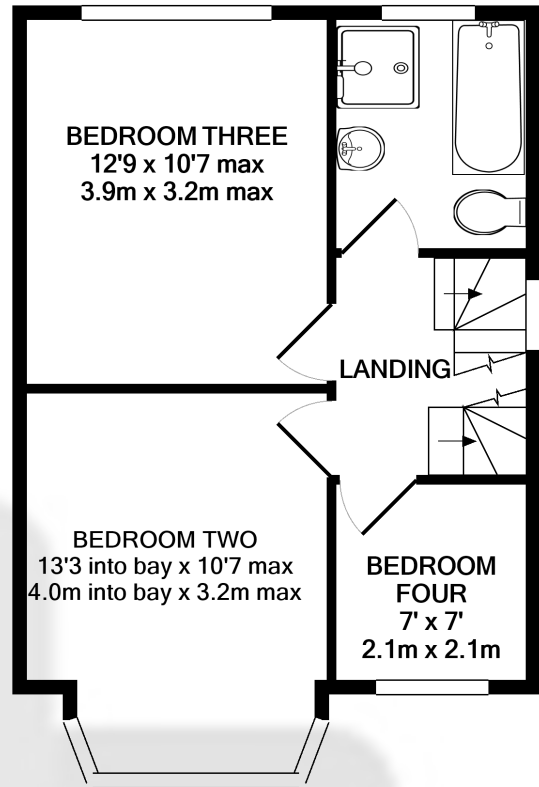 BEDROOM THREE
12'9 x 10'7 max
3.9m x 3.2m max
LANDING
BEDROOM TWO
13'3 into bay x 10'7 max
4.0m into bay x 3.2m max
BEDROOM
FOUR
7' x 7'
2.1m x 2.1m